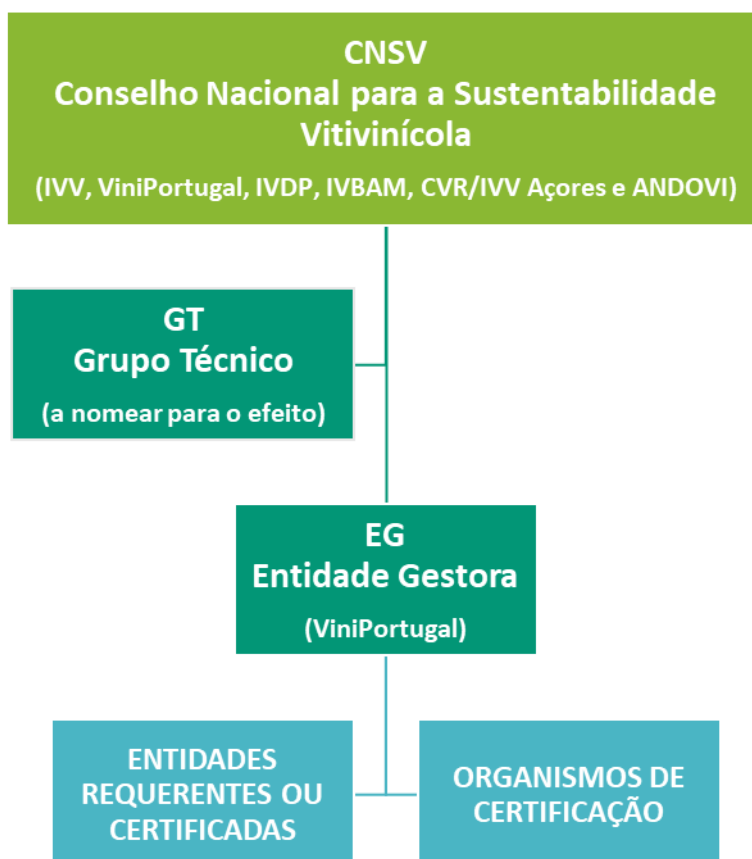 CNSV
Conselho Nacional para a Sustentabilidade
Vitivinícola
(IVV, ViniPortugal, IVDP, IVBAM, CVR/IVV Açores e ANDOVI)
GT
Grupo Técnico
(a nomear para o efeito)
EG
Entidade Gestora
(ViniPortugal)
ENTIDADES
REQUERENTES OU
CERTIFICADAS
ORGANISMOS DE
CERTIFICAÇÃO